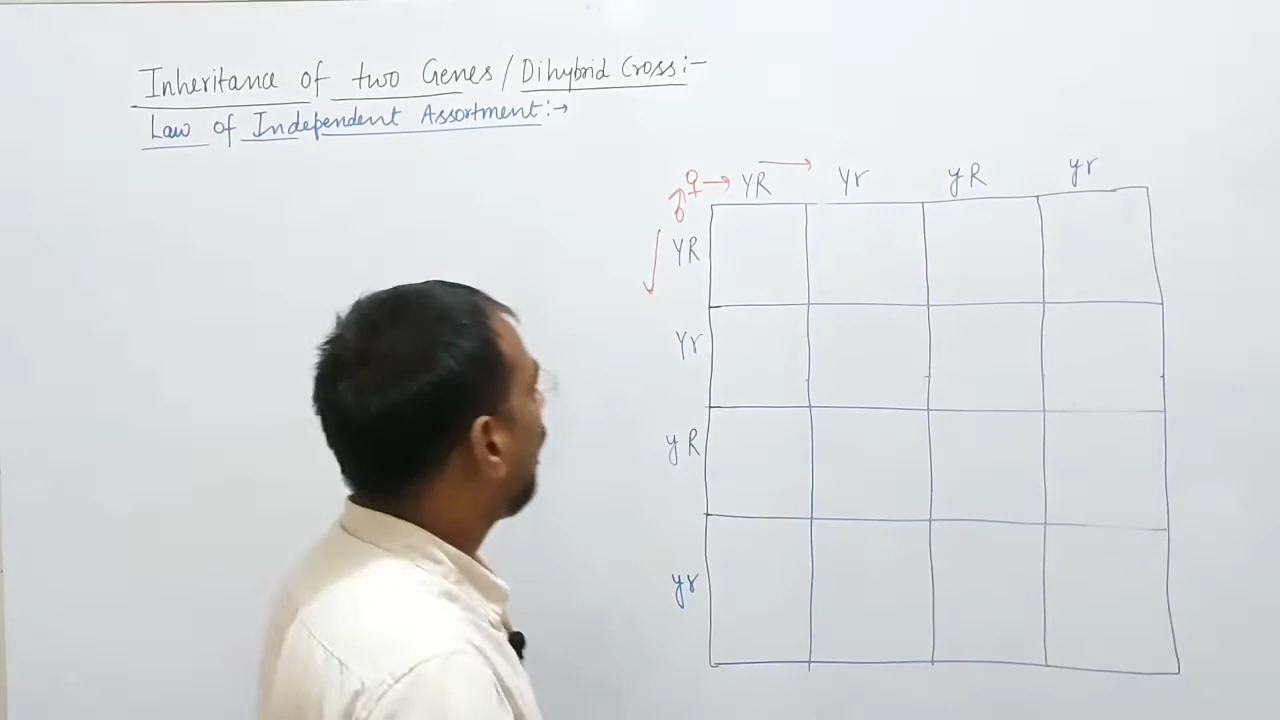 Inheritance of two Genes/Dihybrid Cross:-
Law of Independent Assortment:→
♀ → YR → Yr yR yr
♂
YR
Yr
yR
yr